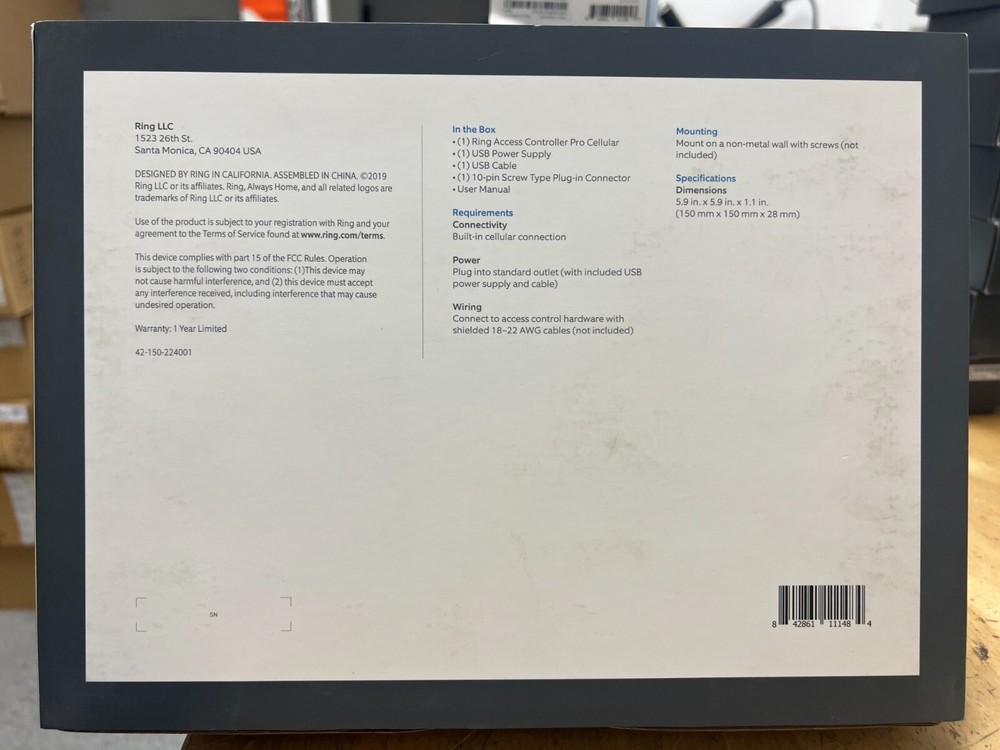 Ring LLC
1523 26th St.
Santa Monica, CA 90404 USA
DESIGNED BY RING IN CALIFORNIA. ASSEMBLED IN CHINA. ©2019
Ring LLC or its affiliates. Ring, Always Home, and all related logos are
trademarks of Ring LLC or its affiliates.
Use of the product is subject to your registration with Ring and your
agreement to the Terms of Service found at www.ring.com/terms.
This device complies with part 15 of the FCC Rules. Operation
is subject to the following two conditions: (1)This device may
not cause harmful interference, and (2) this device must accept
any interference received, including interference that may cause
undesired operation.
Warranty: 1 Year Limited
42-150-224001
In the Box
• (1) Ring Access Controller Pro Cellular
• (1) USB Power Supply
• (1) USB Cable
• (1) 10-pin Screw Type Plug-in Connector
• User Manual
Requirements
Connectivity
Built-in cellular connection
Power
Plug into standard outlet (with included USB
power supply and cable)
Wiring
Connect to access control hardware with
shielded 18–22 AWG cables (not included)
Mounting
Mount on a non-metal wall with screws (not
included)
Specifications
Dimensions
5.9 in. x 5.9 in. x 1.1 in.
(150 mm x 150 mm x 28 mm)
SN
8 42861 11148 4